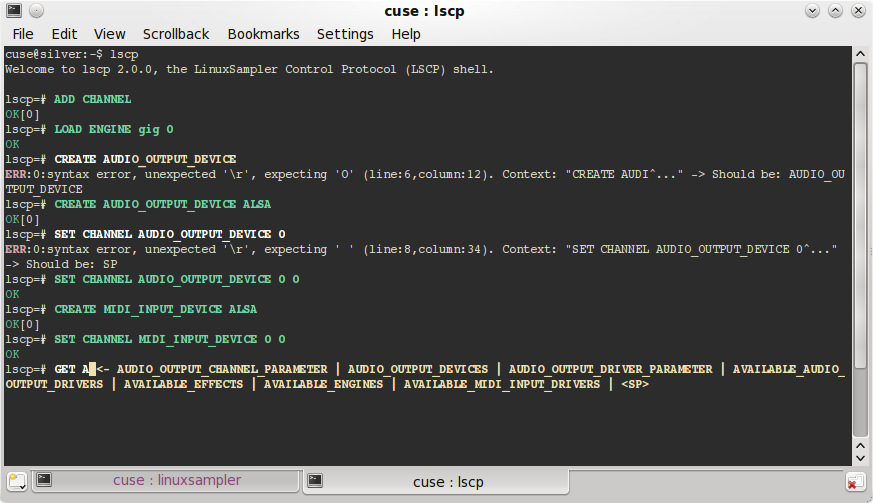 cuse : lscp
File Edit View Scrollback Bookmarks Settings Help
cuse@silver:~$ lscp
Welcome to lscp 2.0.0, the LinuxSampler Control Protocol (LSCP) shell.
lscp=# ADD CHANNEL
OK[0]
lscp=# LOAD ENGINE gig 0
OK
lscp=# CREATE AUDIO_OUTPUT_DEVICE
ERR:0:syntax error, unexpected '\r', expecting 'O' (line:6,column:12). Context: "CREATE AUDI^..." -> Should be: AUDIO_OU
TPUT_DEVICE
lscp=# CREATE AUDIO_OUTPUT_DEVICE ALSA
OK[0]
lscp=# SET CHANNEL AUDIO_OUTPUT_DEVICE 0
ERR:0:syntax error, unexpected '\r', expecting ' ' (line:8,column:34). Context: "SET CHANNEL AUDIO_OUTPUT_DEVICE 0^..."
-> Should be: SP
lscp=# SET CHANNEL AUDIO_OUTPUT_DEVICE 0 0
OK
lscp=# CREATE MIDI_INPUT_DEVICE ALSA
OK[0]
lscp=# SET CHANNEL MIDI_INPUT_DEVICE 0 0
OK
lscp=# GET A <- AUDIO_OUTPUT_CHANNEL_PARAMETER | AUDIO_OUTPUT_DEVICES | AUDIO_OUTPUT_DRIVER_PARAMETER | AVAILABLE_AUDIO_
OUTPUT_DRIVERS | AVAILABLE_EFFECTS | AVAILABLE_ENGINES | AVAILABLE_MIDI_INPUT_DRIVERS | <SP>
cuse : linuxsampler cuse : lscp